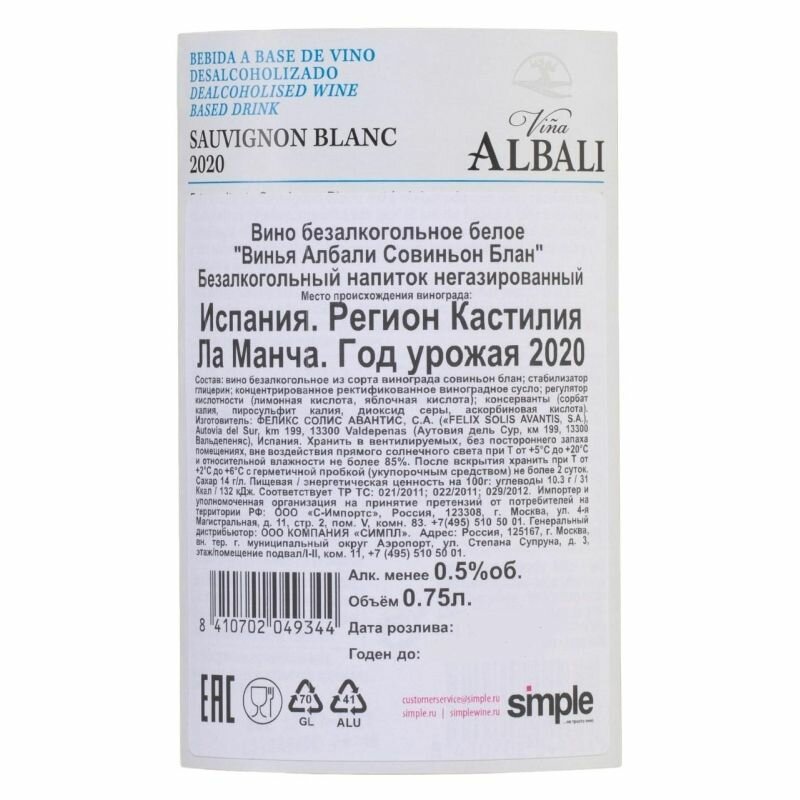 BEBIDA A BASE DE VINO
DESALCOHOLIZADO
DEALCOHOLISED WINE
BASED DRINK
SAUVIGNON BLANC
2020
Viña
ALBALI
Вино безалкогольное белое
"Винья Албали Совиньон Блан"
Безалкогольный напиток негазированный
Место происхождения винограда:
Испания. Регион Кастилия
Ла Манча. Год урожая 2020
Состав: вино безалкогольное из сорта винограда совиньон блан; стабилизатор
глицерин; концентрированное ректификованное виноградное сусло; регулятор
кислотности (лимонная кислота, яблочная кислота); консерванты (сорбат
калия, пиросульфит калия, диоксид серы, аскорбиновая кислота).
Изготовитель: ФЕЛИКС СОЛИС АВАНТИС, С.А. («FELIX SOLIS AVANTIS, S.A.),
Autovia del Sur, km 199, 13300 Valdepenas (Аутовия дель Сур, км 199, 13300
Вальдепеняс), Испания. Хранить в вентилируемых, без постороннего запаха
помещениях, вне воздействия прямого солнечного света при Т от +5°С до +20°С
и относительной влажности не более 85%. После вскрытия хранить при Т от
+2°С до +6°С с герметичной пробкой (укупорочным средством) не более 2 суток.
Сахар 14 г/л. Пищевая / энергетическая ценность на 100г: углеводы 10.3 г / 31
Ккал / 132 кДж. Соответствует ТР ТС: 021/2011; 022/2011; 029/2012. Импортер и
уполномоченная организация на принятие претензий от потребителей на
территории РФ: ООО «С-Импортс», Россия, 123308, г. Москва, ул. 4-я
Магистральная, д. 11, стр. 2, пом. V, комн. 83. +7(495) 510 50 01. Генеральный
дистрибьютор: ООО КОМПАНИЯ «СИМПЛ». Адрес: Россия, 125167, г. Москва,
вн. тер. г. муниципальный округ Аэропорт, ул. Степана Супруна, д. 3,
этаж/помещение подвал/I-II, ком. 11, +7 (495) 510 50 01.
Алк. менее 0.5%об.
Объём 0.75л.
8 410702 049344
Дата розлива:
Годен до:
EAC
70
GL
41
ALU
customerservice@simple.ru
simple.ru | simplewine.ru
simple
...не просто вино